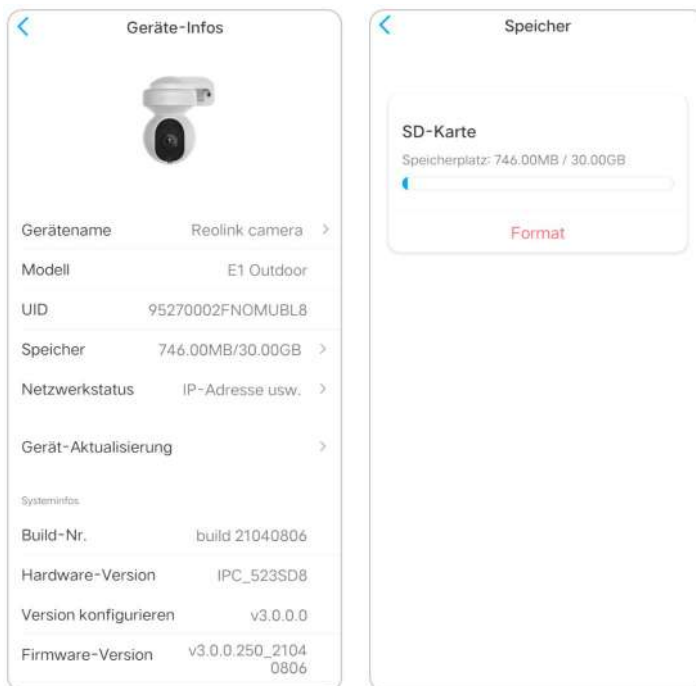 Geräte-Infos
Gerätename Reolink camera
Modell E1 Outdoor
UID 95270002FNOMUBL8
Speicher 746.00MB/30.00GB
Netzwerkstatus IP-Adresse usw.
Gerät-Aktualisierung
Systeminfos
Build-Nr. build 21040806
Hardware-Version IPC_523SD8
Version konfigurieren v3.0.0.0
Firmware-Version v3.0.0.250_2104
0806
Speicher
SD-Karte
Speicherplatz: 746.00MB / 30.00GB
Format